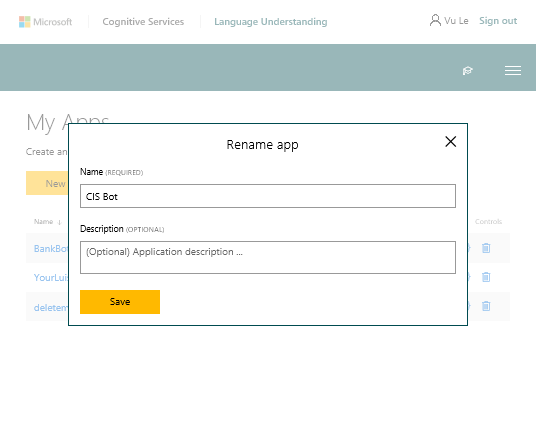 Microsoft Cognitive Services Language Understanding Vu Le Sign out
My Apps
Create an
New
Name ↓ Controls
BankBot
YourLuis
deleten
Rename app
Name (REQUIRED)
CIS Bot
Description (OPTIONAL)
(Optional) Application description ...
Save